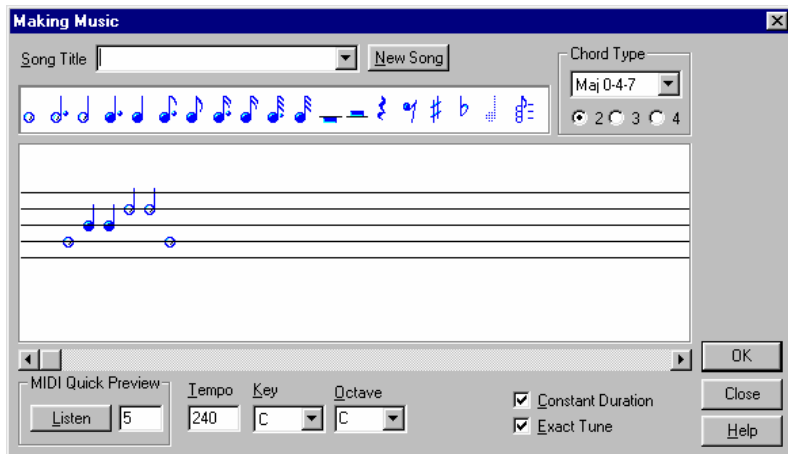 Making Music
Song Title New Song Chord Type
Maj 0-4-7
2 3 4
OK
MIDI Quick Preview Tempo Key Octave Constant Duration Close
Listen 5 240 C C Exact Tune Help